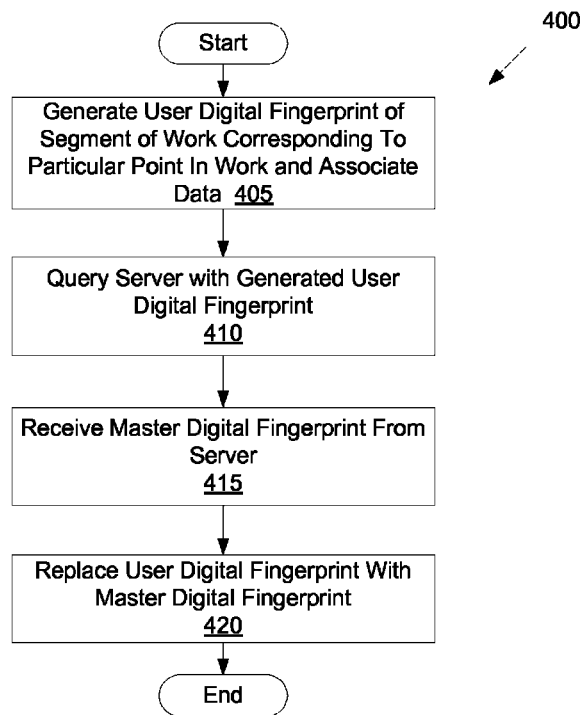 400
Start
Generate User Digital Fingerprint of
Segment of Work Corresponding To
Particular Point In Work and Associate
Data 405
Query Server with Generated User
Digital Fingerprint
410
Receive Master Digital Fingerprint From
Server
415
Replace User Digital Fingerprint With
Master Digital Fingerprint
420
End